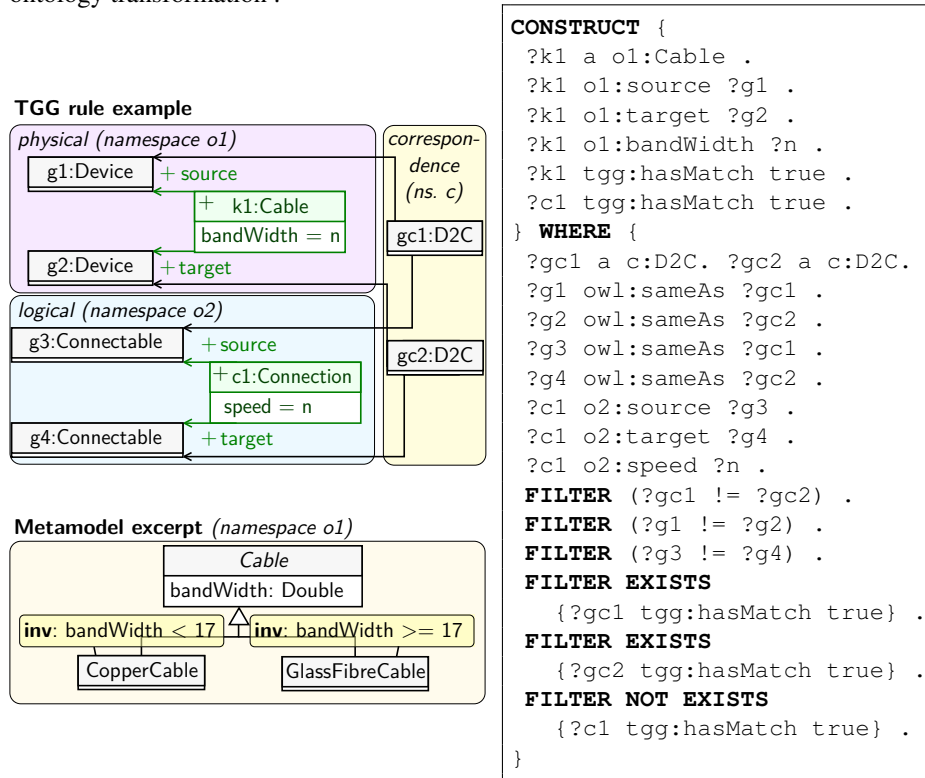 ontology transformation .
TGG rule example
physical (namespace o1)
g1:Device
+ source
+ k1:Cable
bandWidth = n
g2:Device
+ target
correspon-
dence
(ns. c)
gc1:D2C
logical (namespace o2)
g3:Connectable
+ source
gc2:D2C
+ c1:Connection
speed = n
g4:Connectable
+ target
Metamodel excerpt (namespace o1)
Cable
bandWidth: Double
inv: bandWidth < 17
inv: bandWidth >= 17
CopperCable
GlassFibreCable
CONSTRUCT {
?k1 a o1:Cable .
?k1 o1:source ?g1 .
?k1 o1:target ?g2 .
?k1 o1:bandWidth ?n .
?k1 tgg:hasMatch true .
?c1 tgg:hasMatch true .
} WHERE {
?gc1 a c:D2C. ?gc2 a c:D2C.
?g1 owl:sameAs ?gc1 .
?g2 owl:sameAs ?gc2 .
?g3 owl:sameAs ?gc1 .
?g4 owl:sameAs ?gc2 .
?c1 o2:source ?g3 .
?c1 o2:target ?g4 .
?c1 o2:speed ?n .
FILTER (?gc1 != ?gc2) .
FILTER (?g1 != ?g2) .
FILTER (?g3 != ?g4) .
FILTER EXISTS
{?gc1 tgg:hasMatch true} .
FILTER EXISTS
{?gc2 tgg:hasMatch true} .
FILTER NOT EXISTS
{?c1 tgg:hasMatch true} .
}